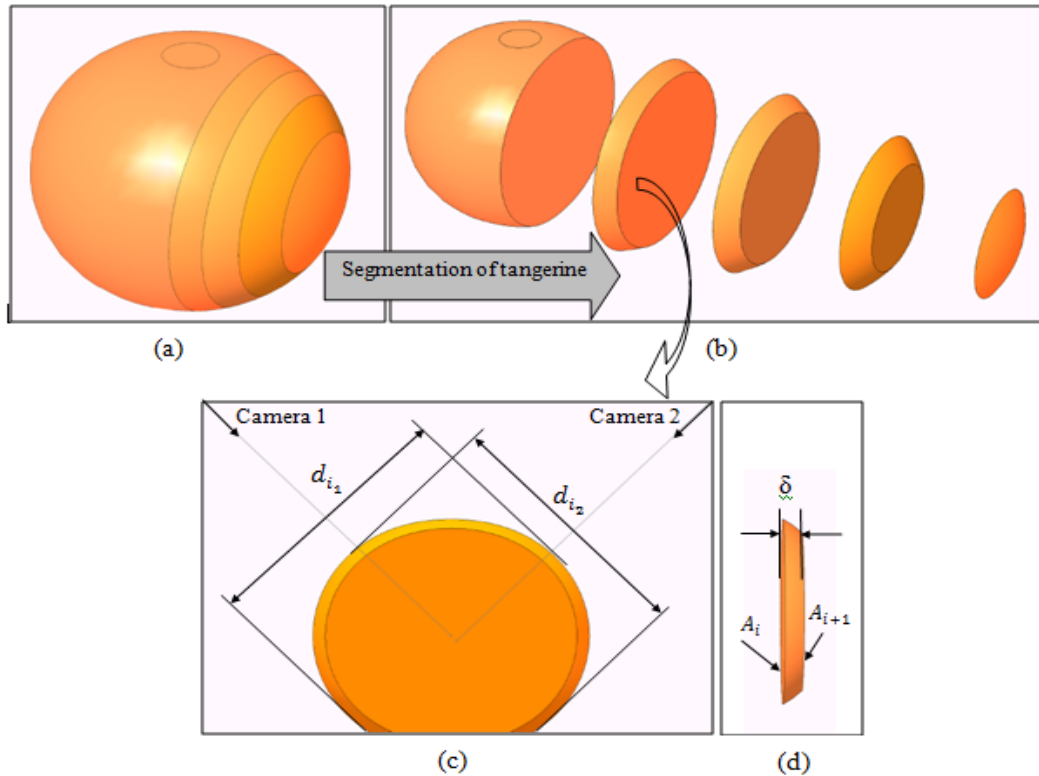 Segmentation of tangerine
(a)
(b)
Camera 1
Camera 2
d_{i_1}
d_{i_2}
δ
A_i
A_{i+1}
(c)
(d)